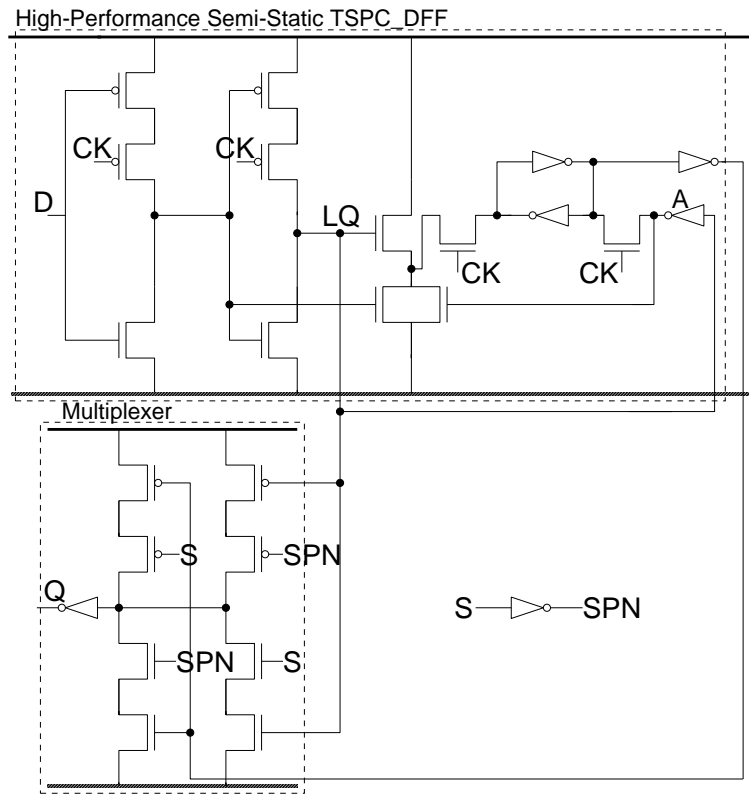 High-Performance Semi-Static TSPC_DFF
CK
CK
D
LQ
A
CK
CK
Multiplexer
S
SPN
Q
S
SPN
SPN
S